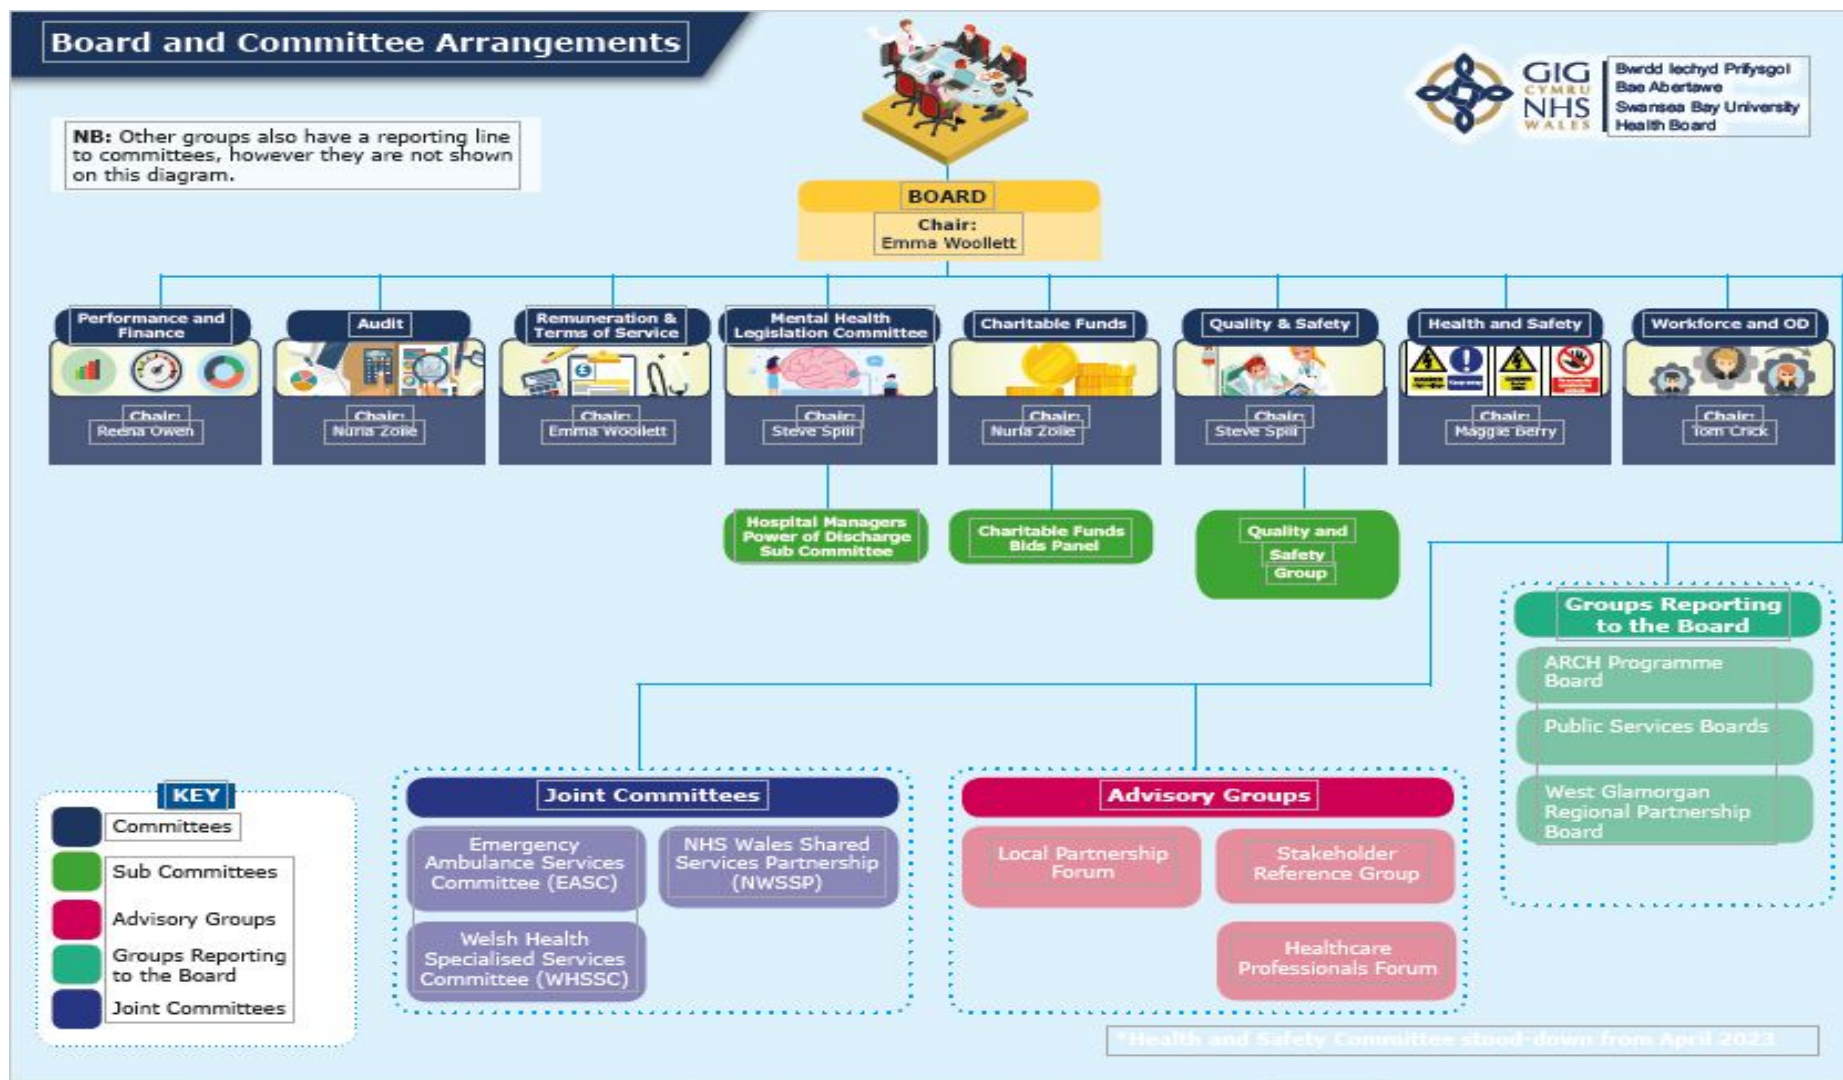 Board and Committee Arrangements
GIG
CYMRU
NHS
WALES
Bwrdd Iechyd Prifysgol
Bae Abertawe
Swansea Bay University
Health Board
NB: Other groups also have a reporting line
to committees, however they are not shown
on this diagram.
BOARD
Chair:
Emma Woollett
Performance and
Finance
Chair:
Reena Owen
Audit
Chair:
Nuria Zolle
Remuneration &
Terms of Service
Chair:
Emma Woollett
Mental Health
Legislation Committee
Chair:
Steve Spill
Charitable Funds
Chair:
Nuria Zolle
Quality & Safety
Chair:
Steve Spill
Health and Safety
Chair:
Maggie Berry
Workforce and OD
Chair:
Tom Crick
Hospital Managers
Power of Discharge
Sub Committee
Charitable Funds
Bids Panel
Quality and
Safety
Group
Groups Reporting
to the Board
ARCH Programme
Board
Public Services Boards
West Glamorgan
Regional Partnership
Board
Joint Committees
Emergency
Ambulance Services
Committee (EASC)
NHS Wales Shared
Services Partnership
(NWSSP)
Welsh Health
Specialised Services
Committee (WHSSC)
Advisory Groups
Local Partnership
Forum
Stakeholder
Reference Group
Healthcare
Professionals Forum
KEY
Committees
Sub Committees
Advisory Groups
Groups Reporting
to the Board
Joint Committees
*Health and Safety Committee stood-down from April 2023